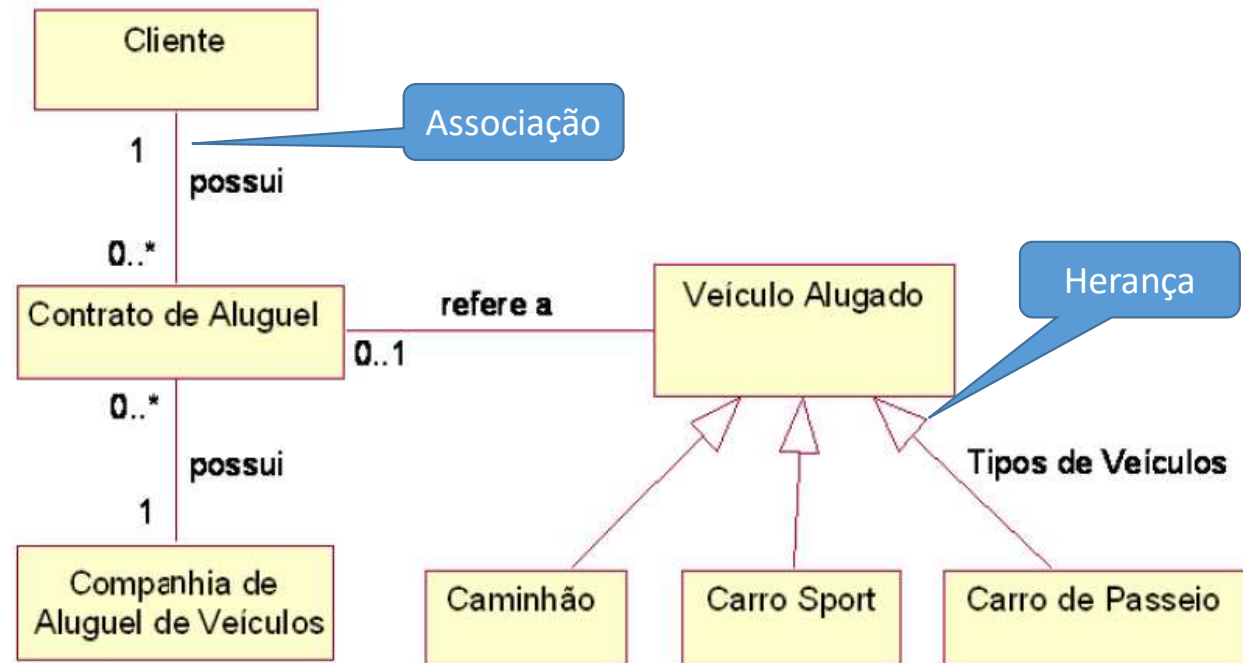 Cliente
Associação
1
possui
0..*
Contrato de Aluguel
refere a
0..1
Veículo Alugado
Herança
0..*
possui
1
Tipos de Veículos
Companhia de
Aluguel de Veículos
Caminhão
Carro Sport
Carro de Passeio